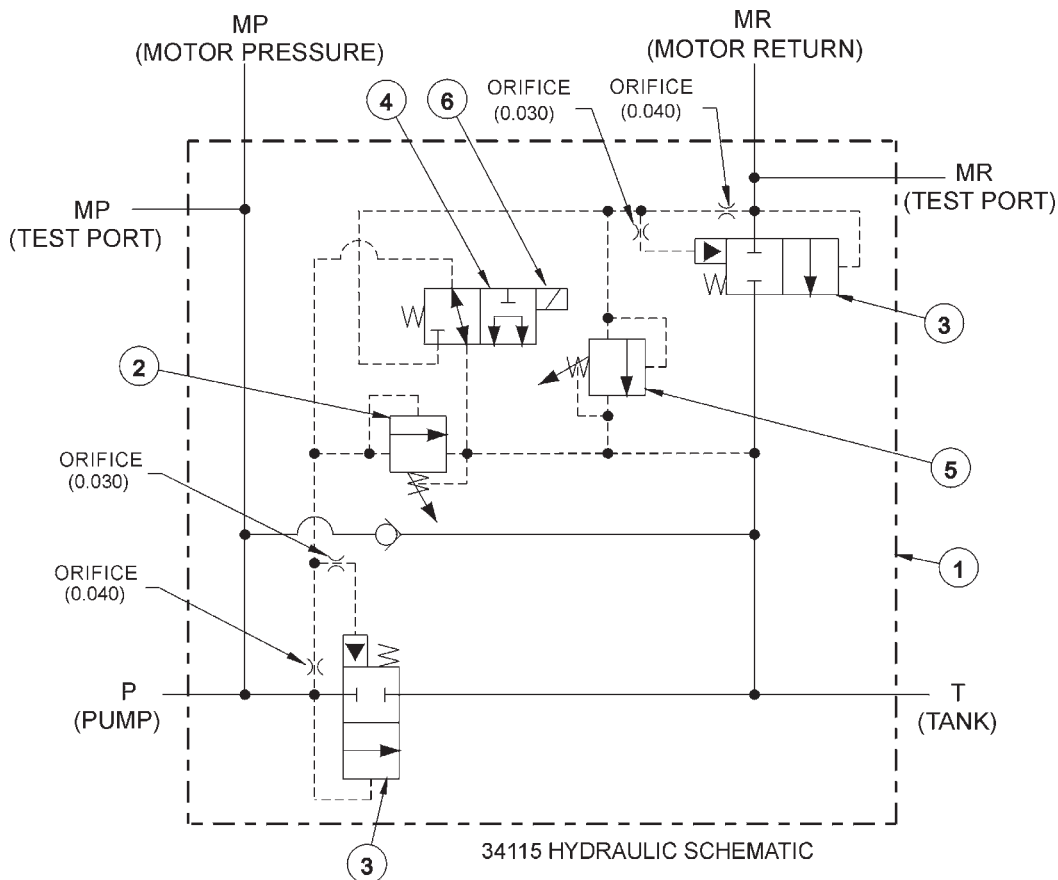 MP
(MOTOR PRESSURE)
MR
(MOTOR RETURN)
4
6
ORIFICE
(0.030)
ORIFICE
(0.040)
MP
(TEST PORT)
MR
(TEST PORT)
3
2
5
ORIFICE
(0.030)
1
ORIFICE
(0.040)
P
(PUMP)
T
(TANK)
3
34115 HYDRAULIC SCHEMATIC